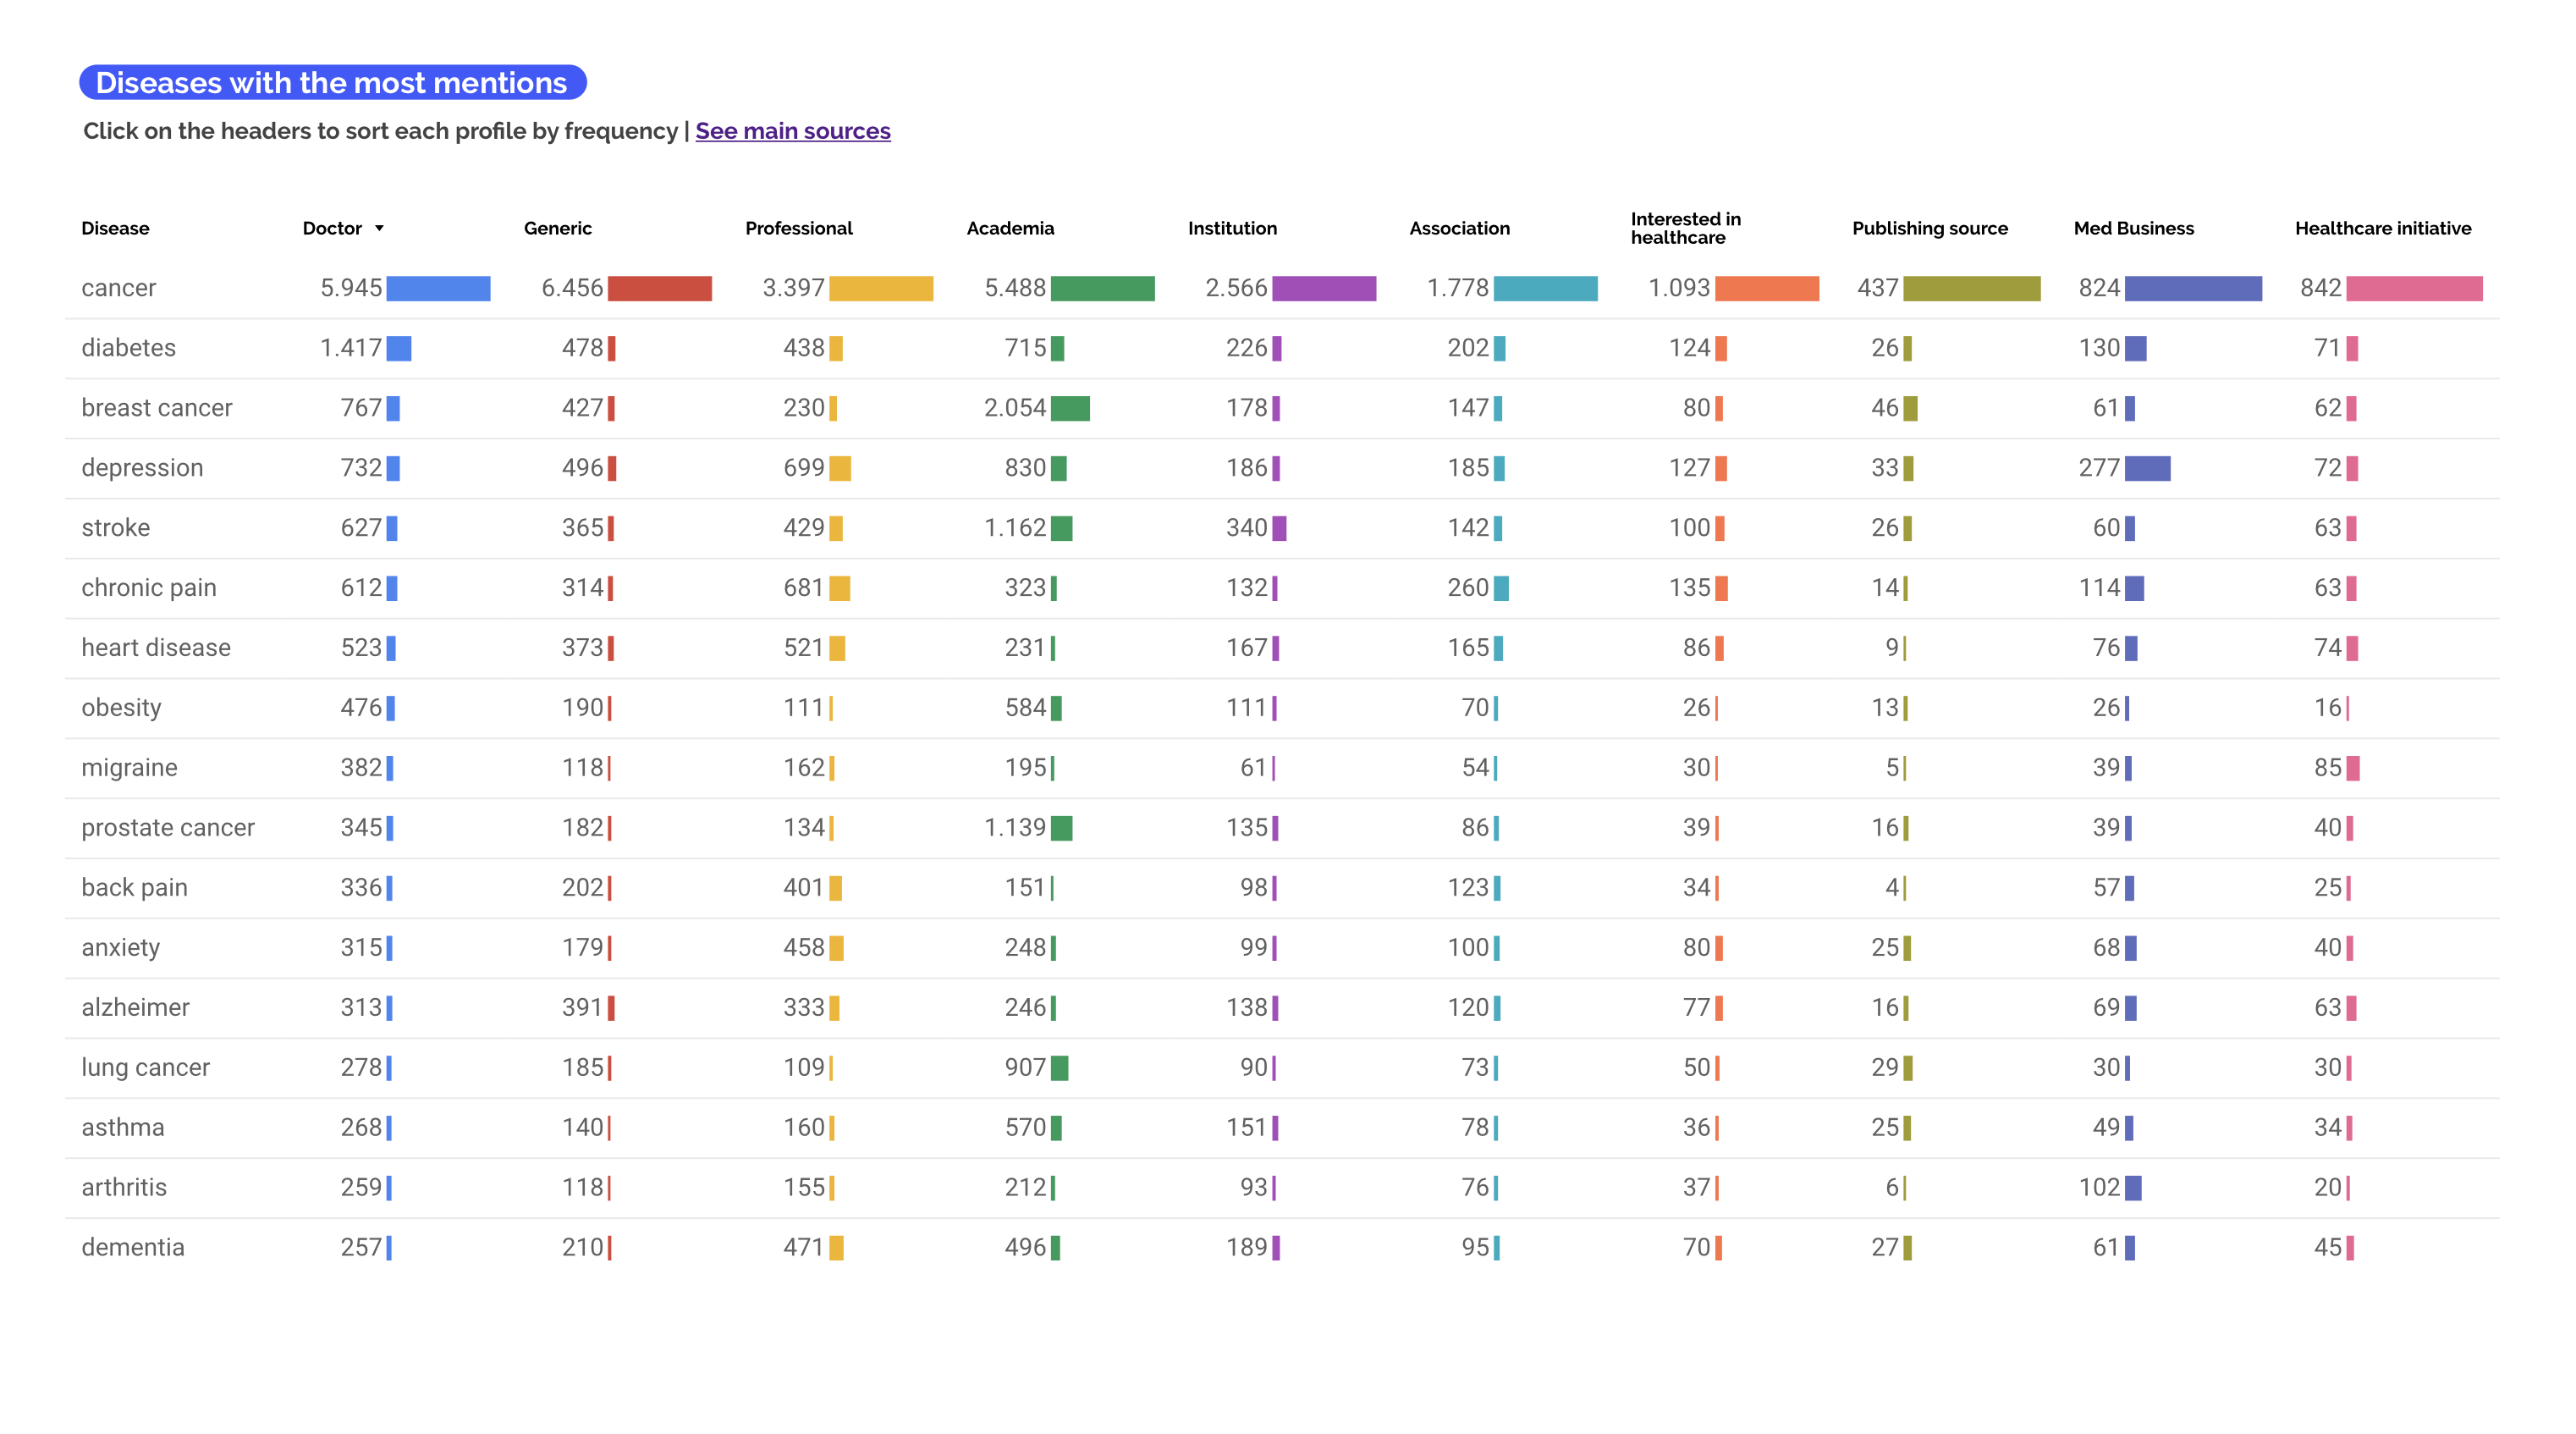 Diseases with the most mentions
Click on the headers to sort each profile by frequency | See main sources
Disease Doctor Generic Professional Academia Institution Association Interested in healthcare Publishing source Med Business Healthcare initiative
cancer 5.945 6.456 3.397 5.488 2.566 1.778 1.093 437 824 842
diabetes 1.417 478 438 715 226 202 124 26 130 71
breast cancer 767 427 230 2.054 178 147 80 46 61 62
depression 732 496 699 830 186 185 127 33 277 72
stroke 627 365 429 1.162 340 142 100 26 60 63
chronic pain 612 314 681 323 132 260 135 14 114 63
heart disease 523 373 521 231 167 165 86 9 76 74
obesity 476 190 111 584 111 70 26 13 26 16
migraine 382 118 162 195 61 54 30 5 39 85
prostate cancer 345 182 134 1.139 135 86 39 16 39 40
back pain 336 202 401 151 98 123 34 4 57 25
anxiety 315 179 458 248 99 100 80 25 68 40
alzheimer 313 391 333 246 138 120 77 16 69 63
lung cancer 278 185 109 907 90 73 50 29 30 30
asthma 268 140 160 570 151 78 36 25 49 34
arthritis 259 118 155 212 93 76 37 6 102 20
dementia 257 210 471 496 189 95 70 27 61 45